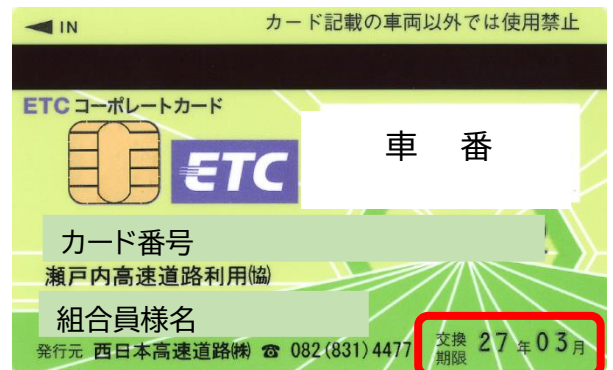 ◀ IN カード記載の車両以外では使用禁止
ETCコーポレートカード
車 番
ETC
カード番号
瀬戸内高速道路利用㈿
組合員様名
発行元 西日本高速道路㈱ ☎ 082(831)4477
交換期限 27年03月